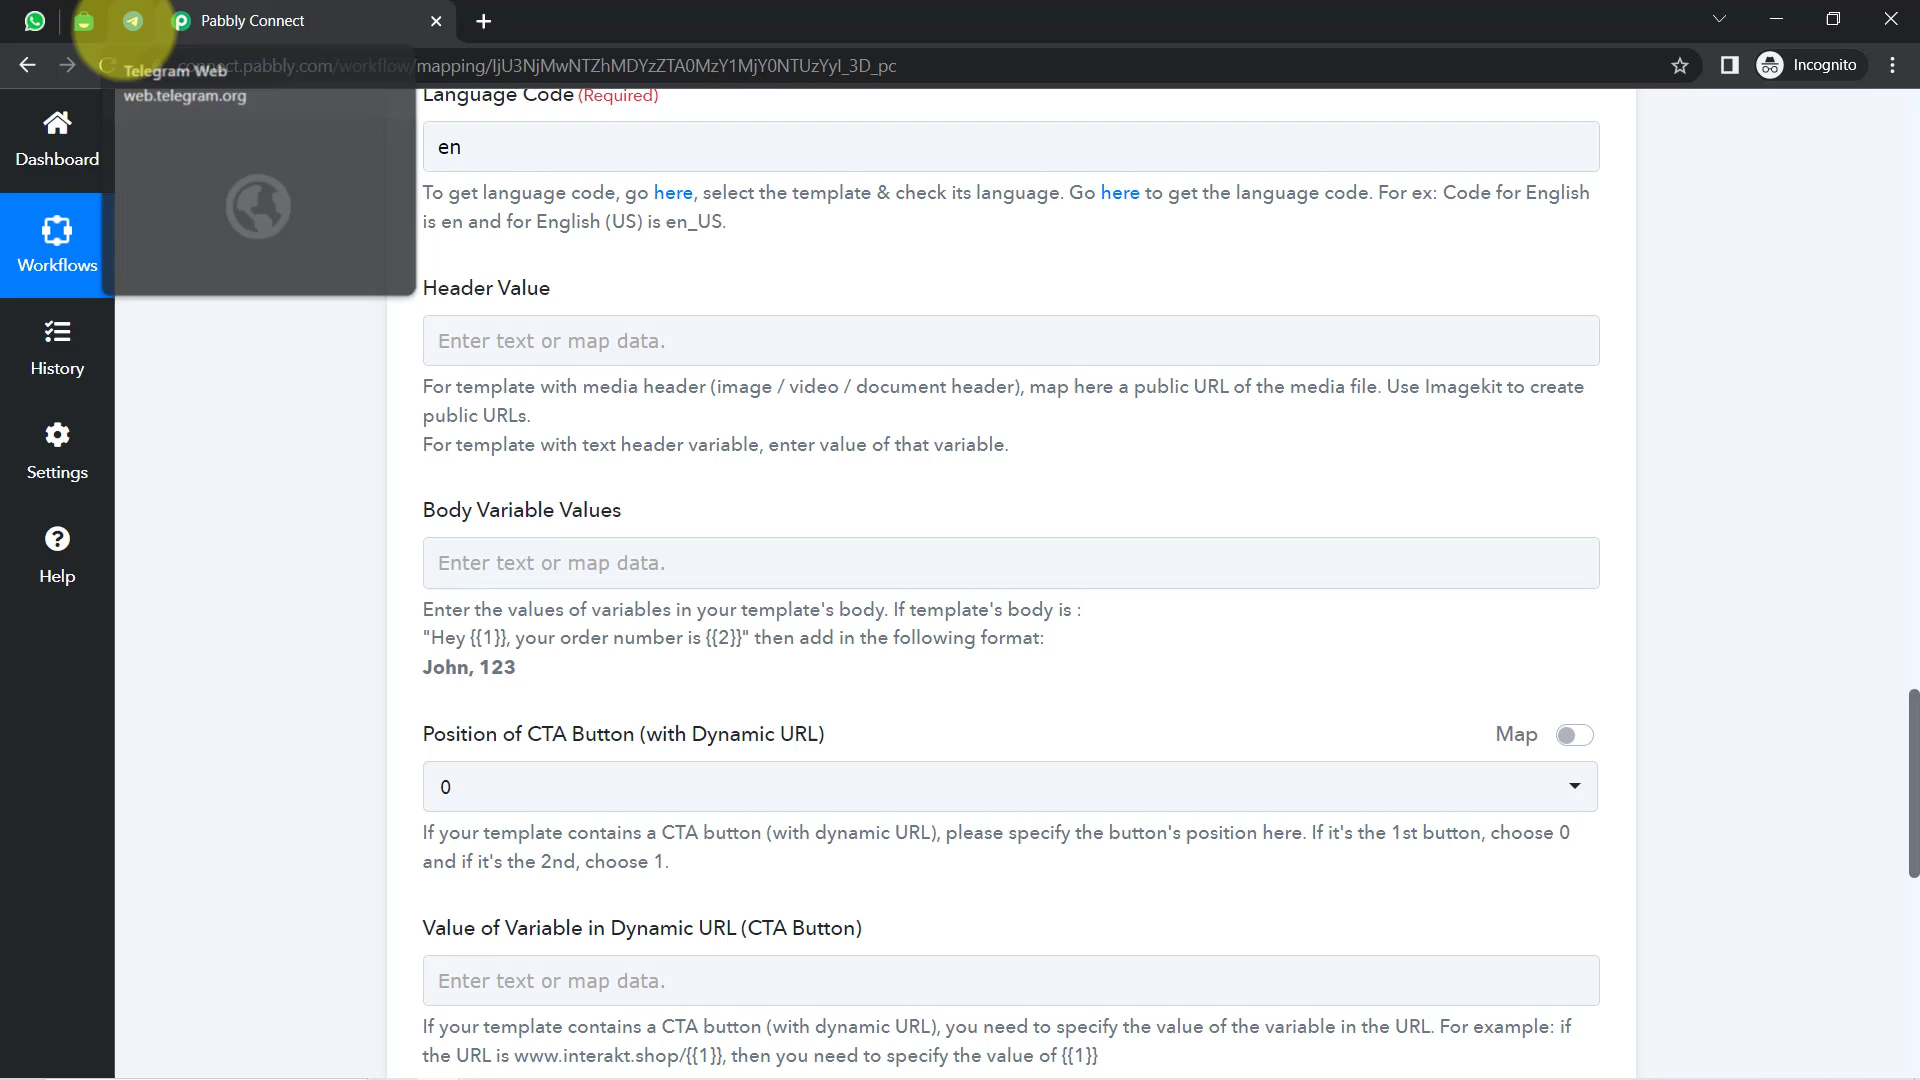 Pabbly Connect
connect.pabbly.com/workflow/mapping/IjU3NjMwNTZhMDYzZTA0MzY1MjY0NTUzYyI_3D_pc
Incognito
Telegram Web
web.telegram.org
Dashboard
Workflows
History
Settings
Help
Language Code (Required)
en
To get language code, go here, select the template & check its language. Go here to get the language code. For ex: Code for English
is en and for English (US) is en_US.
Header Value
Enter text or map data.
For template with media header (image / video / document header), map here a public URL of the media file. Use Imagekit to create
public URLs.
For template with text header variable, enter value of that variable.
Body Variable Values
Enter text or map data.
Enter the values of variables in your template's body. If template's body is :
"Hey {{1}}, your order number is {{2}}" then add in the following format:
John, 123
Position of CTA Button (with Dynamic URL)
Map
0
If your template contains a CTA button (with dynamic URL), please specify the button's position here. If it's the 1st button, choose 0
and if it's the 2nd, choose 1.
Value of Variable in Dynamic URL (CTA Button)
Enter text or map data.
If your template contains a CTA button (with dynamic URL), you need to specify the value of the variable in the URL. For example: if
the URL is www.interakt.shop/{{1}}, then you need to specify the value of {{1}}